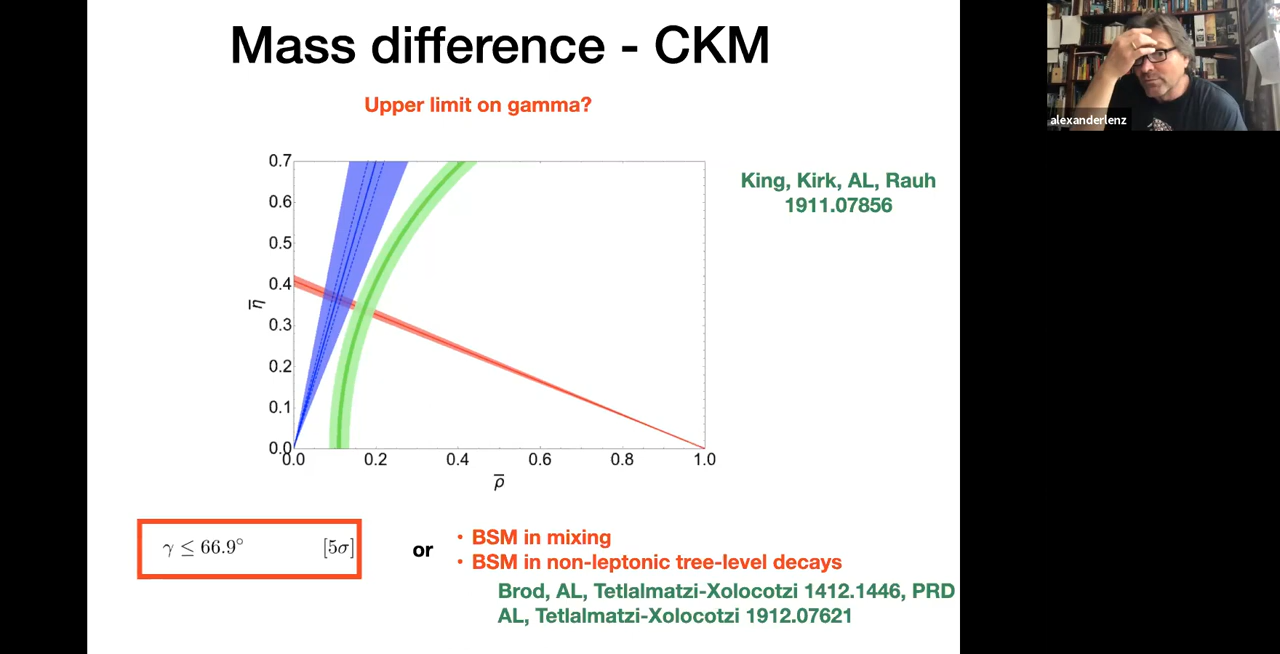 Mass difference - CKM
Upper limit on gamma?
alexanderlenz
King, Kirk, AL, Rauh
1911.07856
0.7
0.6
0.5
0.4
0.3
0.2
0.1
0.0
η̄
0.0 0.2 0.4 0.6 0.8 1.0
ρ̄
γ ≤ 66.9° [5σ]
or
• BSM in mixing
• BSM in non-leptonic tree-level decays
Brod, AL, Tetlalmatzi-Xolocotzi 1412.1446, PRD
AL, Tetlalmatzi-Xolocotzi 1912.07621